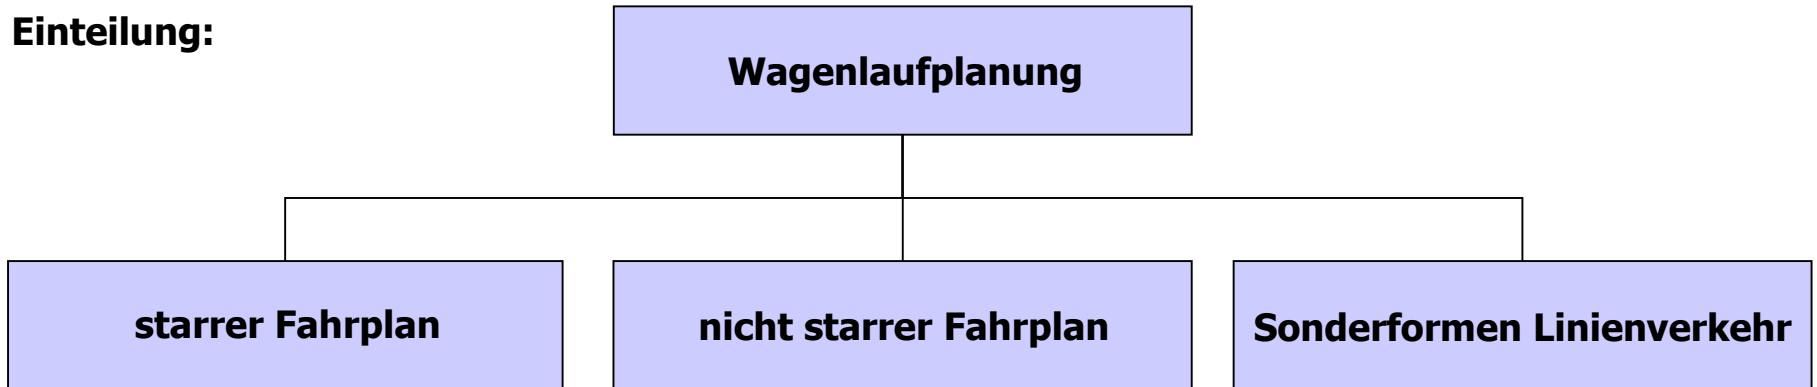 Einteilung:
Wagenlaufplanung
starrer Fahrplan
nicht starrer Fahrplan
Sonderformen Linienverkehr